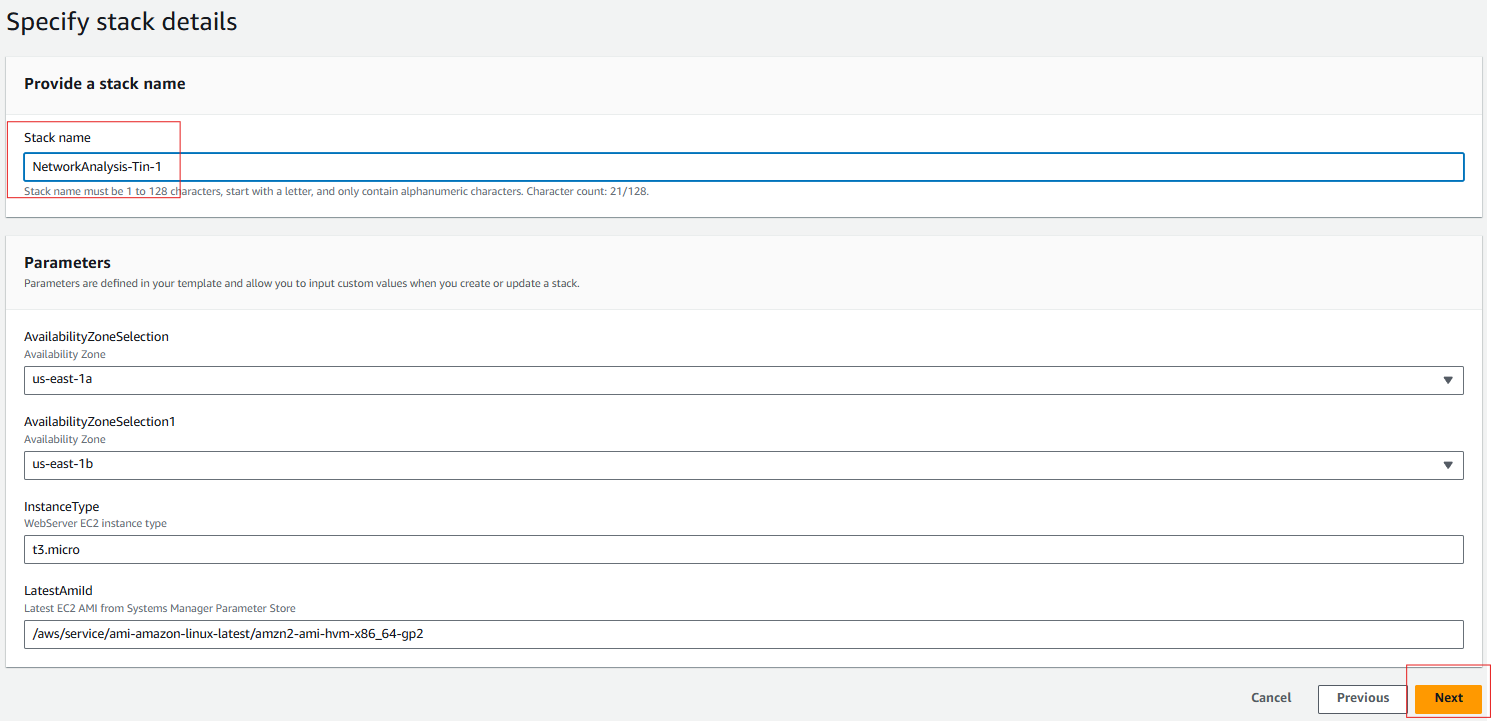 Specify stack details
Provide a stack name
Stack name
NetworkAnalysis-Tin-1
Stack name must be 1 to 128 characters, start with a letter, and only contain alphanumeric characters. Character count: 21/128.
Parameters
Parameters are defined in your template and allow you to input custom values when you create or update a stack.
AvailabilityZoneSelection
Availability Zone
us-east-1a
AvailabilityZoneSelection1
Availability Zone
us-east-1b
InstanceType
WebServer EC2 instance type
t3.micro
LatestAmiId
Latest EC2 AMI from Systems Manager Parameter Store
/aws/service/ami-amazon-linux-latest/amzn2-ami-hvm-x86_64-gp2
Cancel Previous Next